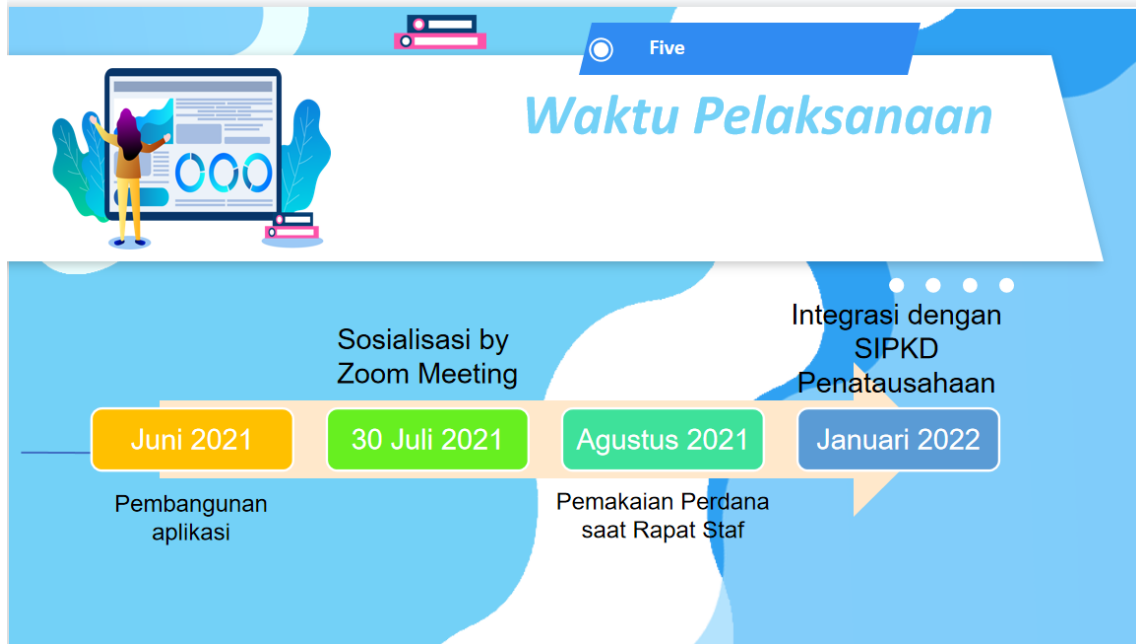 Five
Waktu Pelaksanaan
Sosialisasi by
Zoom Meeting
Integrasi dengan
SIPKD
Penatausahaan
Juni 2021
30 Juli 2021
Agustus 2021
Januari 2022
Pembangunan
aplikasi
Pemakaian Perdana
saat Rapat Staf